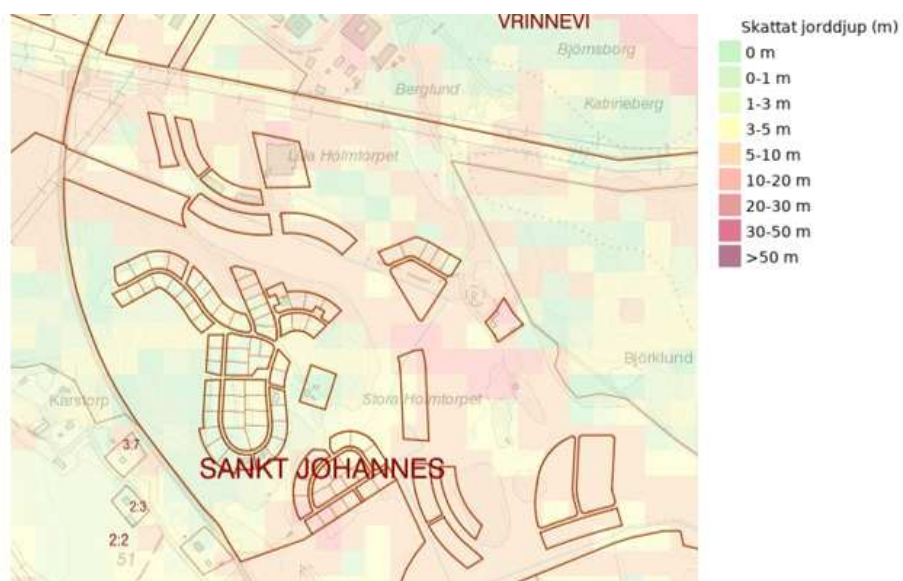 VRINNEVI
Björnsborg
Berglund
Katrineberg
Lilla Holmtorpet
Björklund
Karstorp
Stora Holmtorpet
3:7
SANKT JOHANNES
2:3
2:2
51
Skattat jorddjup (m)
0 m
0-1 m
1-3 m
3-5 m
5-10 m
10-20 m
20-30 m
30-50 m
>50 m